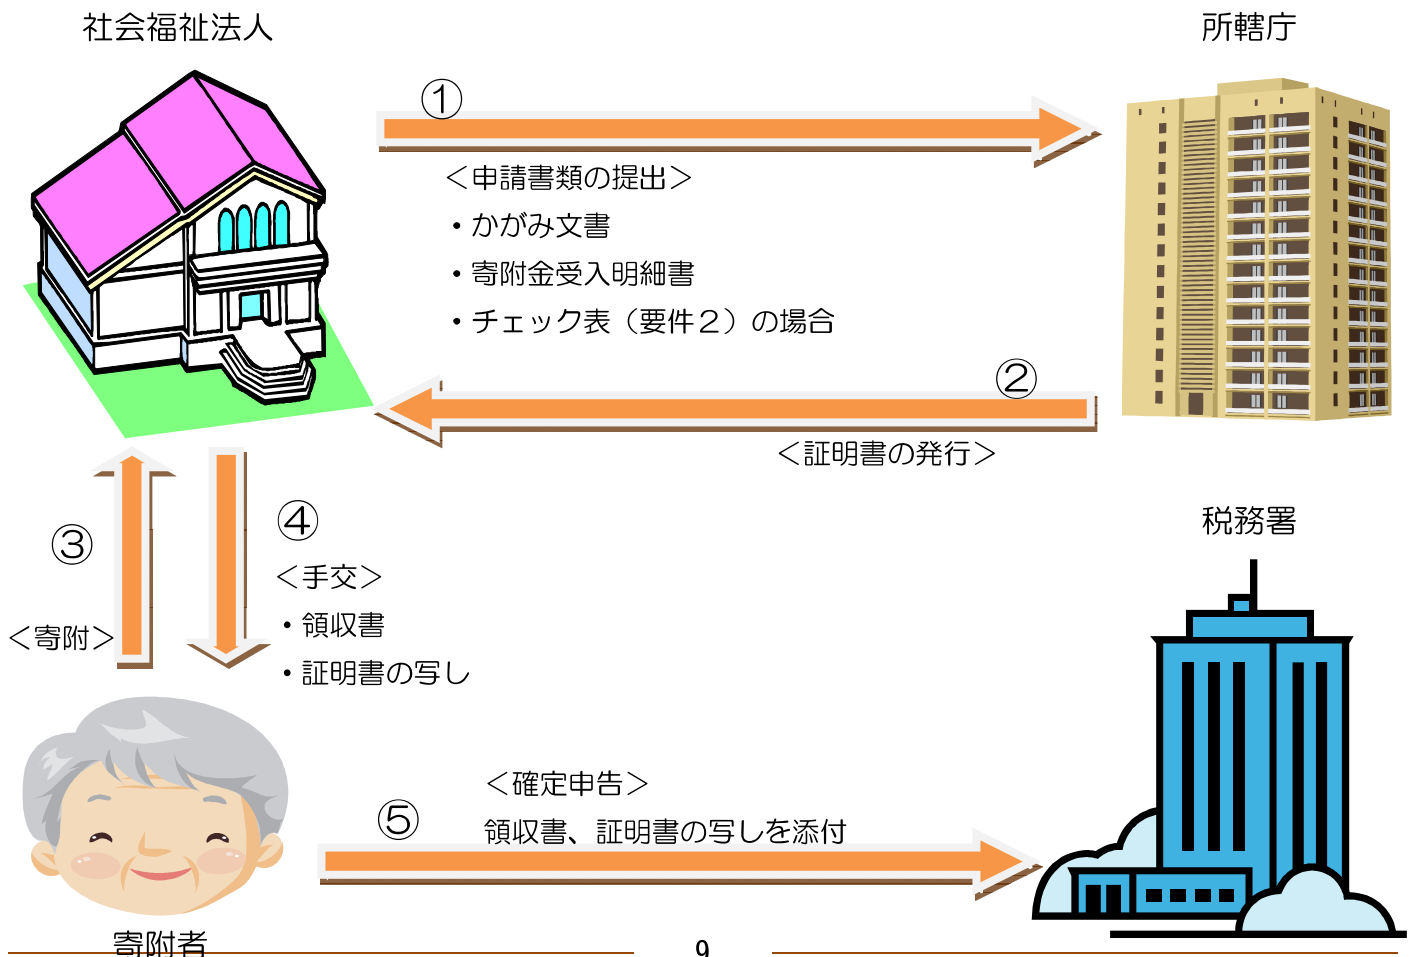 社会福祉法人
所轄庁
①
＜申請書類の提出＞
・かがみ文書
・寄附金受入明細書
・チェック表（要件２）の場合
②
＜証明書の発行＞
③
＜寄附＞
④
＜手交＞
・領収書
・証明書の写し
税務署
⑤
＜確定申告＞
領収書、証明書の写しを添付
寄附者
9